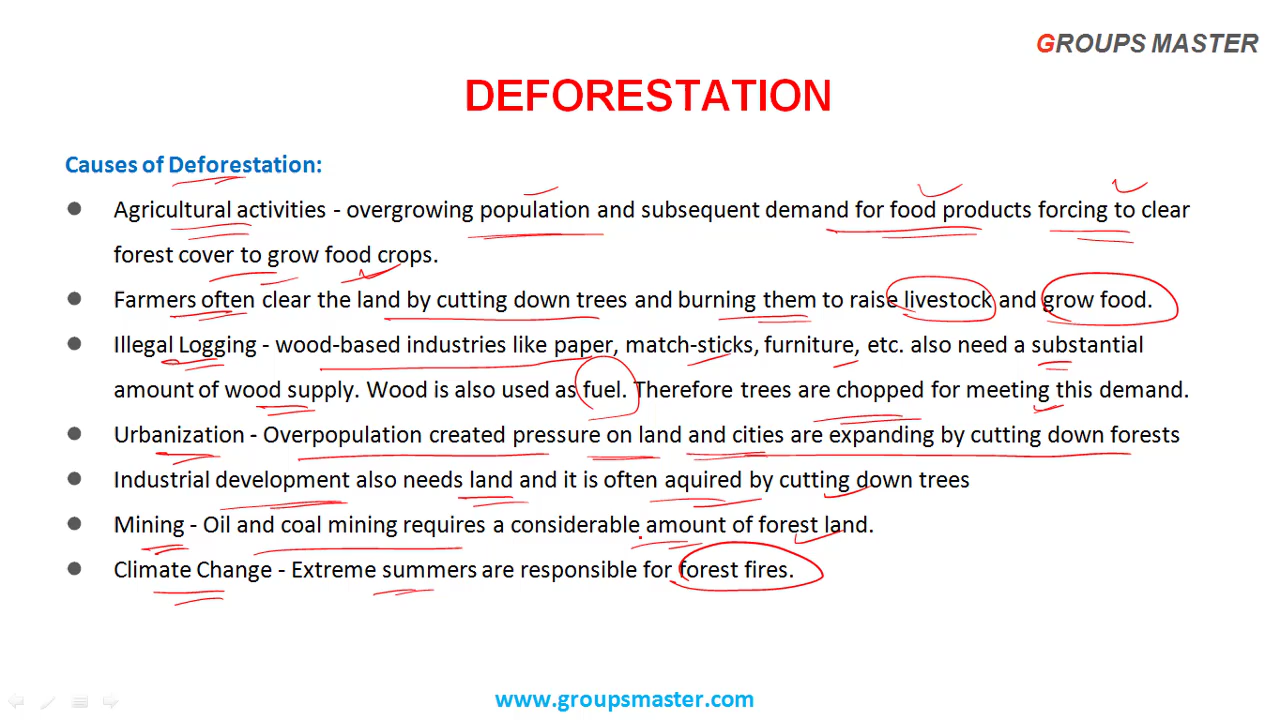 GROUPS MASTER
DEFORESTATION
Causes of Deforestation:
Agricultural activities - overgrowing population and subsequent demand for food products forcing to clear
forest cover to grow food crops.
Farmers often clear the land by cutting down trees and burning them to raise livestock and grow food.
Illegal Logging - wood-based industries like paper, match-sticks, furniture, etc. also need a substantial
amount of wood supply. Wood is also used as fuel. Therefore trees are chopped for meeting this demand.
Urbanization - Overpopulation created pressure on land and cities are expanding by cutting down forests
Industrial development also needs land and it is often aquired by cutting down trees
Mining - Oil and coal mining requires a considerable amount of forest land.
Climate Change - Extreme summers are responsible for forest fires.
www.groupsmaster.com